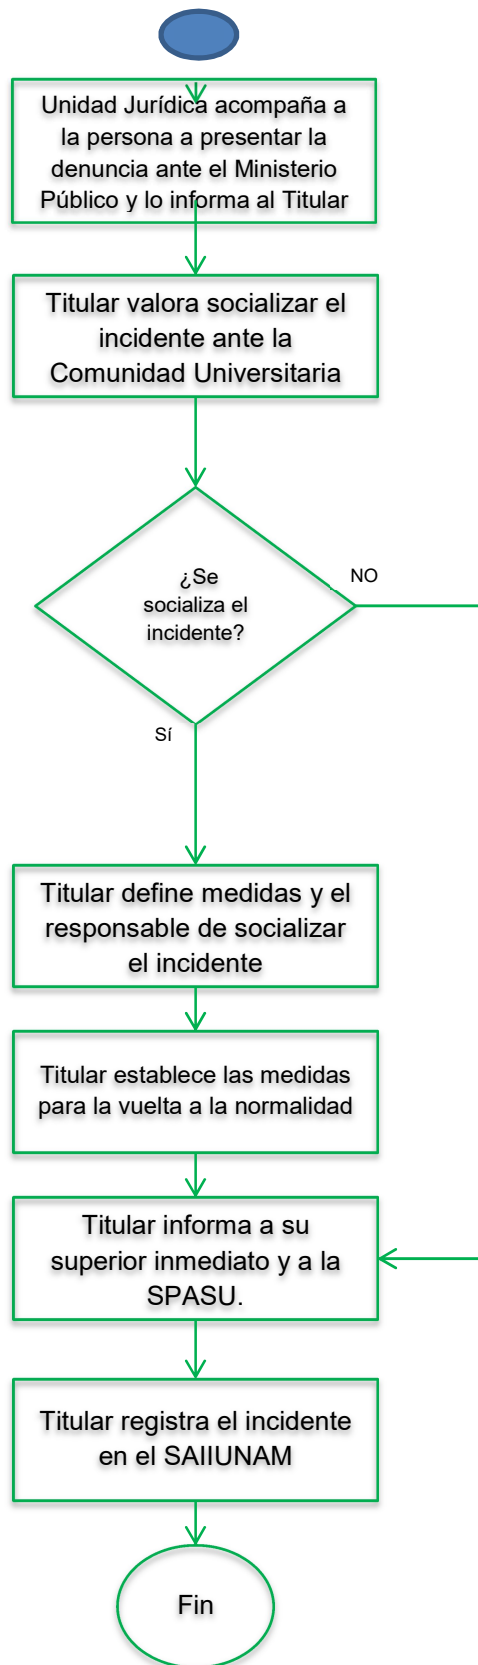 Unidad Jurídica acompaña a
la persona a presentar la
denuncia ante el Ministerio
Público y lo informa al Titular
Titular valora socializar el
incidente ante la
Comunidad Universitaria
¿Se
socializa el
incidente?
NO
Sí
Titular define medidas y el
responsable de socializar
el incidente
Titular establece las medidas
para la vuelta a la normalidad
Titular informa a su
superior inmediato y a la
SPASU.
Titular registra el incidente
en el SAIIUNAM
Fin